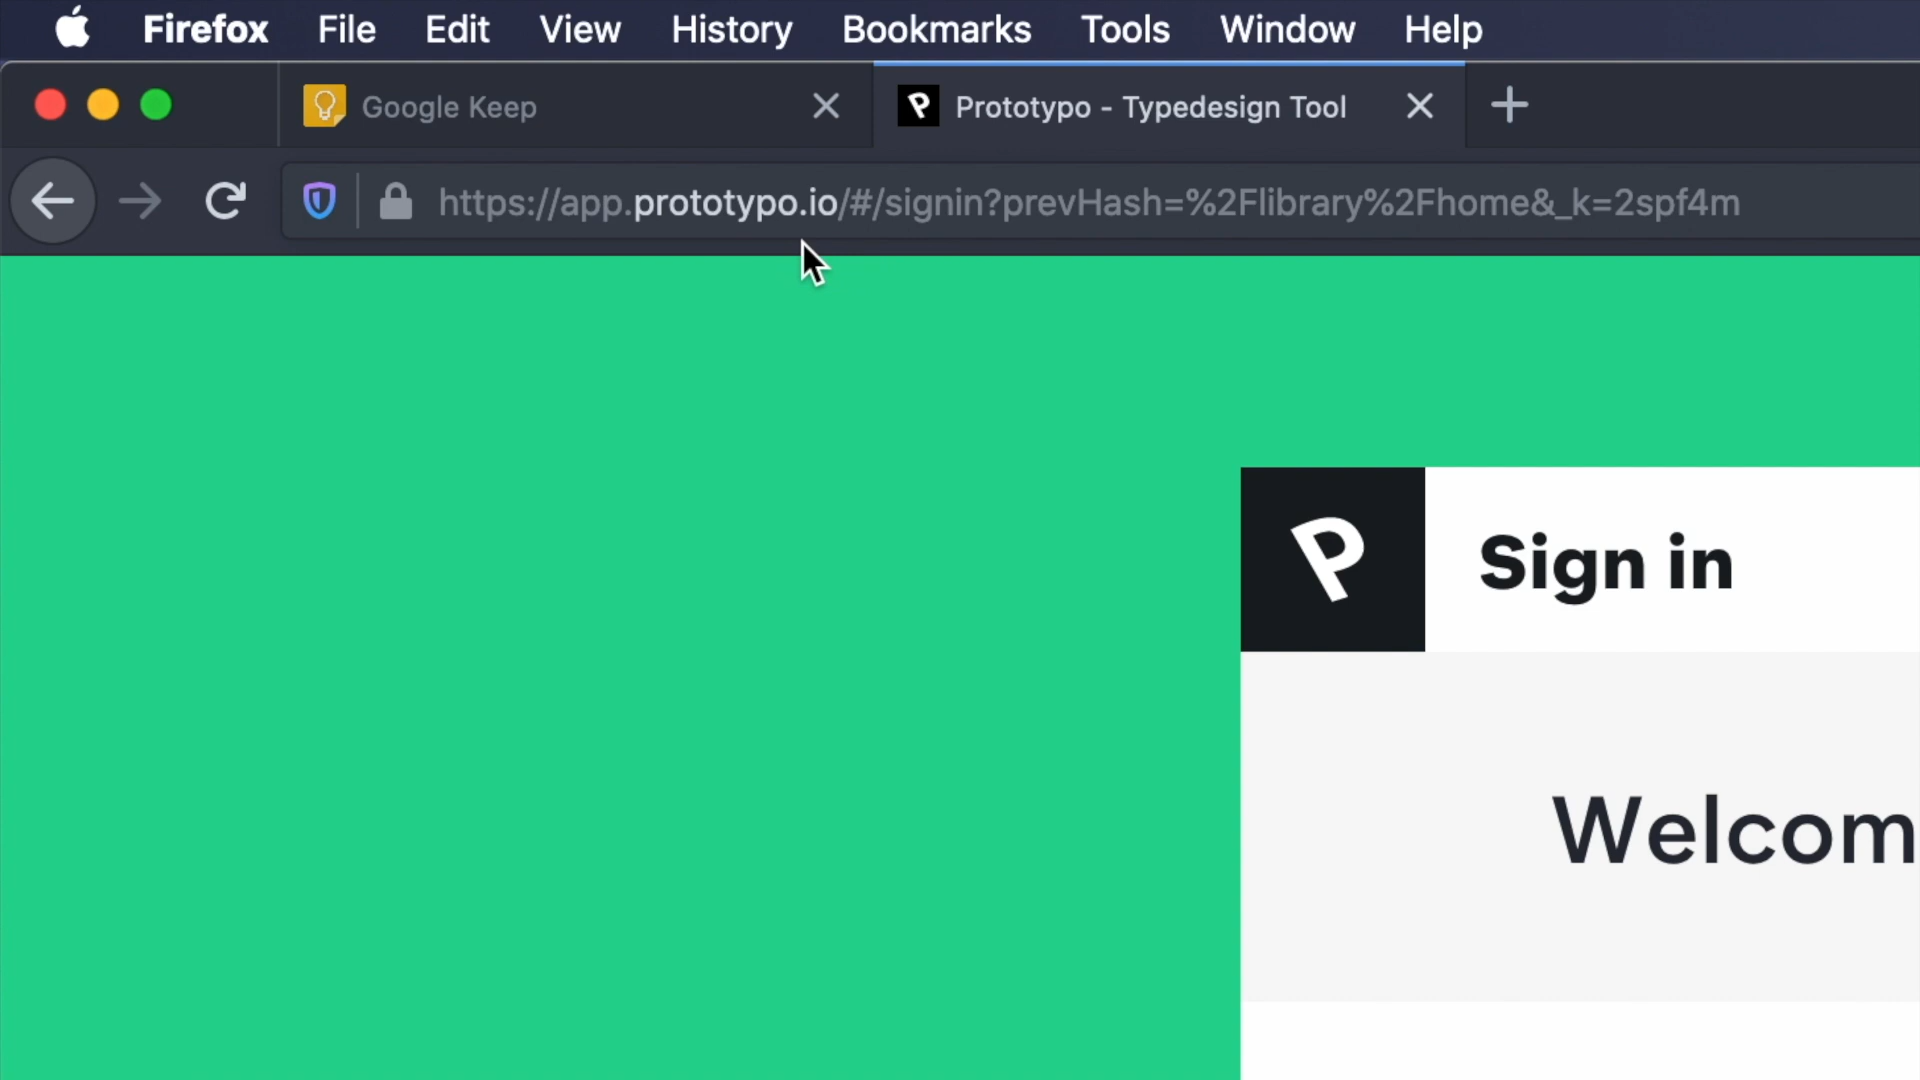 Firefox File Edit View History Bookmarks Tools Window Help
Google Keep
Prototypo - Typedesign Tool
https://app.prototypo.io/#/signin?prevHash=%2Flibrary%2Fhome&_k=2spf4m
P Sign in
Welcom